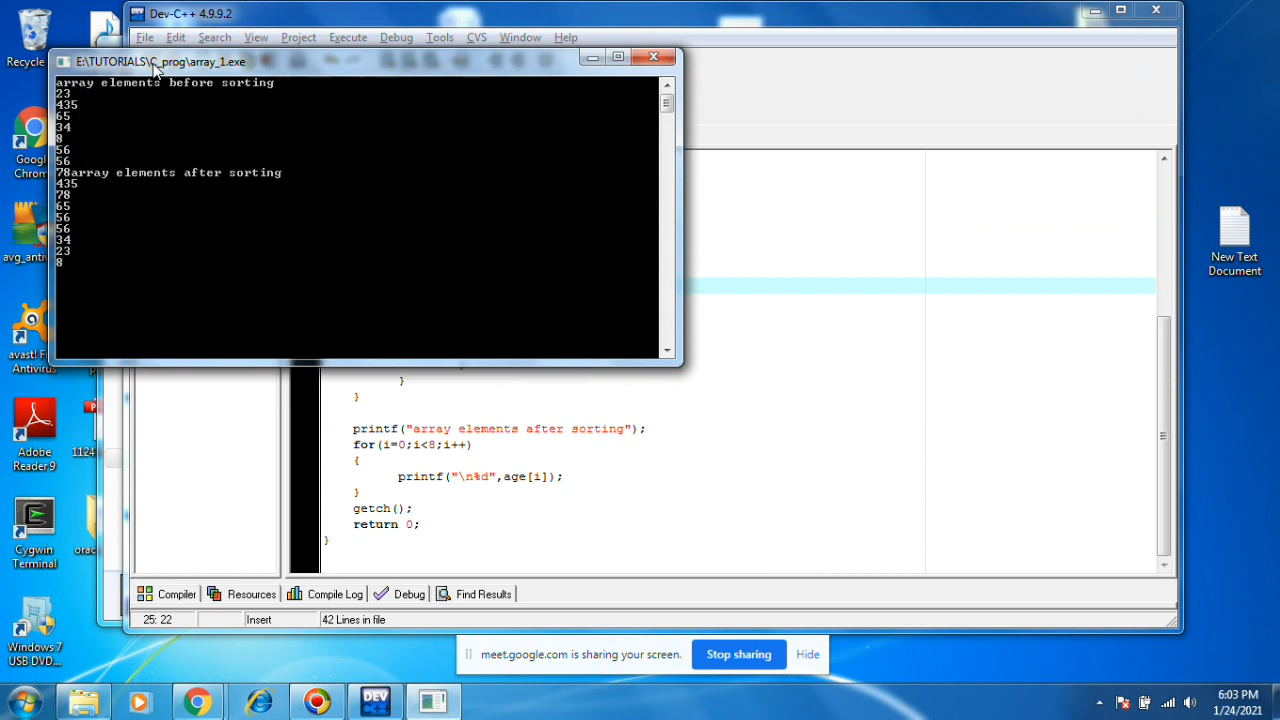 Dev-C++ 4.9.9.2
File Edit Search View Project Execute Debug Tools CVS Window Help
E:\TUTORIALS\C_prog\array_1.exe
array elements before sorting
23
435
65
34
8
56
56
78array elements after sorting
435
78
65
56
56
34
23
8
}
}
printf("array elements after sorting");
for(i=0;i<8;i++)
{
printf("\n%d",age[i]);
}
getch();
return 0;
}
Compiler Resources Compile Log Debug Find Results
25: 22 Insert 42 Lines in file
meet.google.com is sharing your screen. Stop sharing Hide
Recycle
Google
Chrom
avg_antiv
avast! F
Antivirus
Adobe
Reader 9
1124
Cygwin
Terminal
orac
Windows 7
USB DVD...
New Text
Document
DEV
6:03 PM
1/24/2021